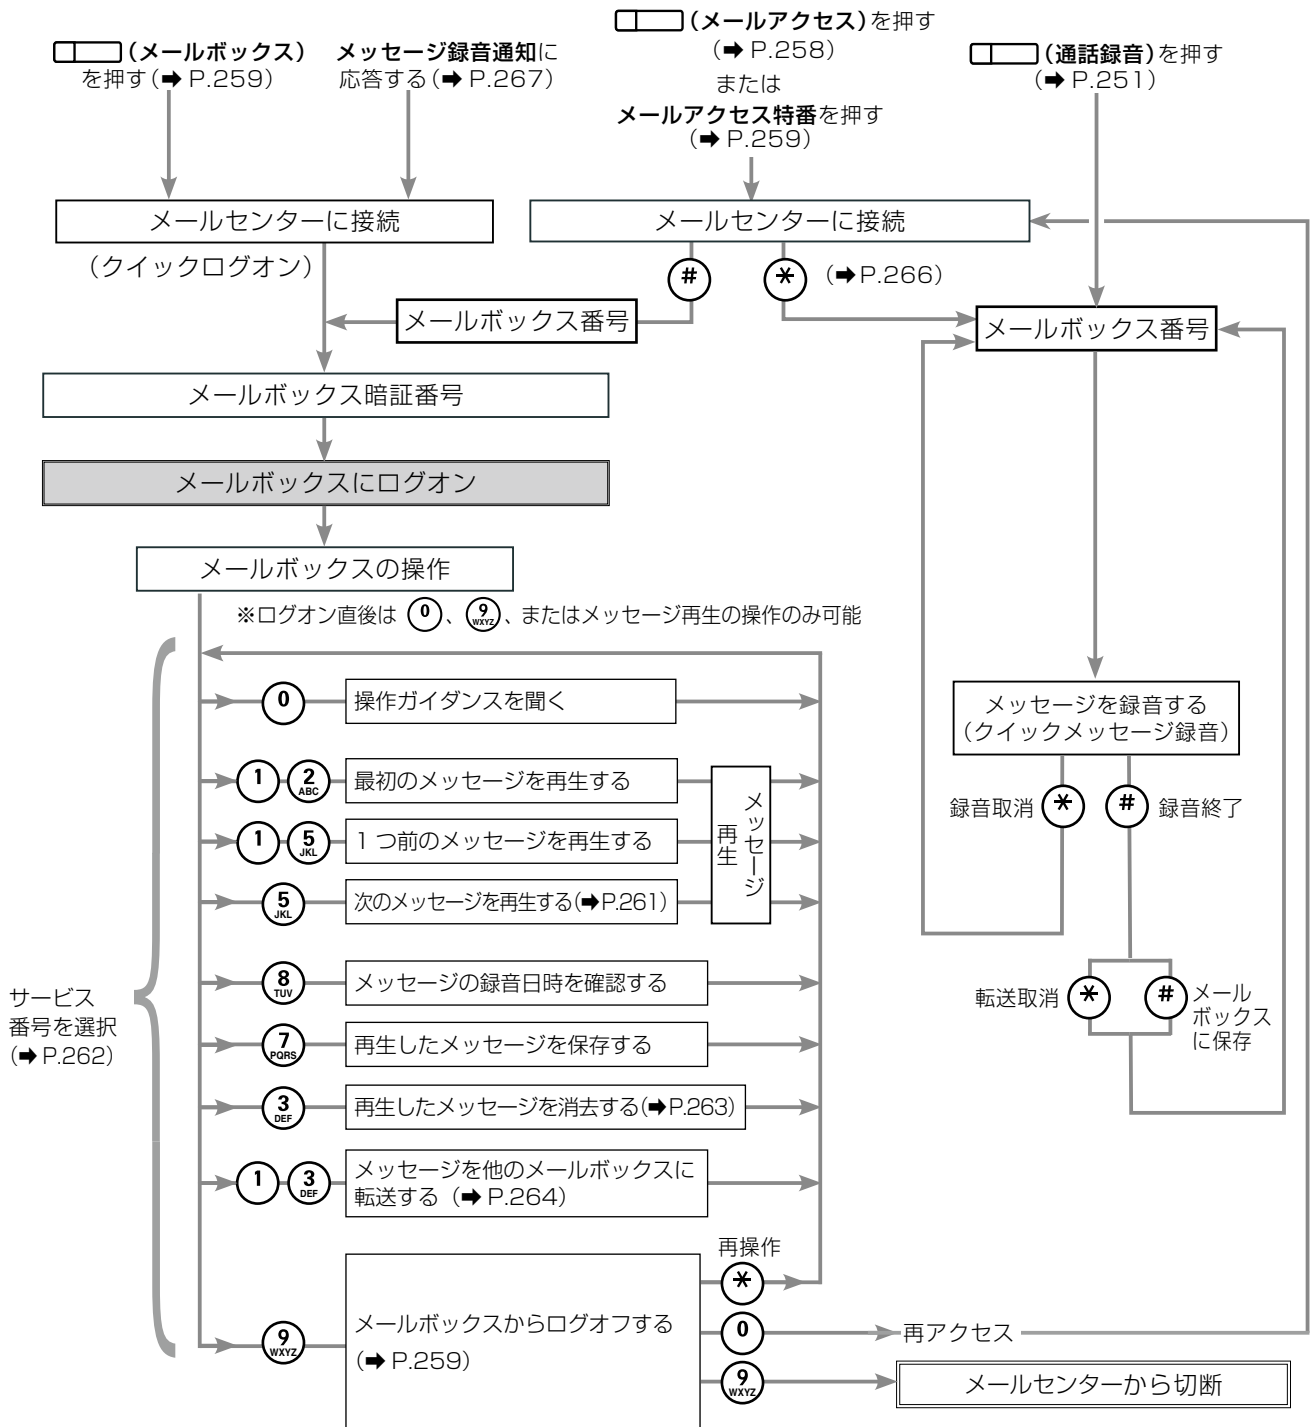 (メールボックス)
を押す(➡ P.259)
メッセージ録音通知に
応答する(➡ P.267)
(メールアクセス)を押す
(➡ P.258)
または
メールアクセス特番を押す
(➡ P.259)
(通話録音)を押す
(➡ P.251)
メールセンターに接続
(クイックログオン)
メールセンターに接続
# * (➡P.266)
メールボックス番号
メールボックス番号
メールボックス暗証番号
メールボックスにログオン
メールボックスの操作
※ログオン直後は 0、9 WXYZ、またはメッセージ再生の操作のみ可能
サービス
番号を選択
(➡ P.262)
0 操作ガイダンスを聞く
1 2 ABC 最初のメッセージを再生する
1 5 JKL 1 つ前のメッセージを再生する
5 JKL 次のメッセージを再生する(➡P.261)
メッセージ
再生
8 TUV メッセージの録音日時を確認する
7 PQRS 再生したメッセージを保存する
3 DEF 再生したメッセージを消去する(➡P.263)
1 3 DEF メッセージを他のメールボックスに
転送する (➡ P.264)
9 WXYZ メールボックスからログオフする
(➡ P.259)
再操作
*
0 再アクセス
9 WXYZ メールセンターから切断
メッセージを録音する
(クイックメッセージ録音)
録音取消 * # 録音終了
転送取消 * # メール
ボックス
に保存